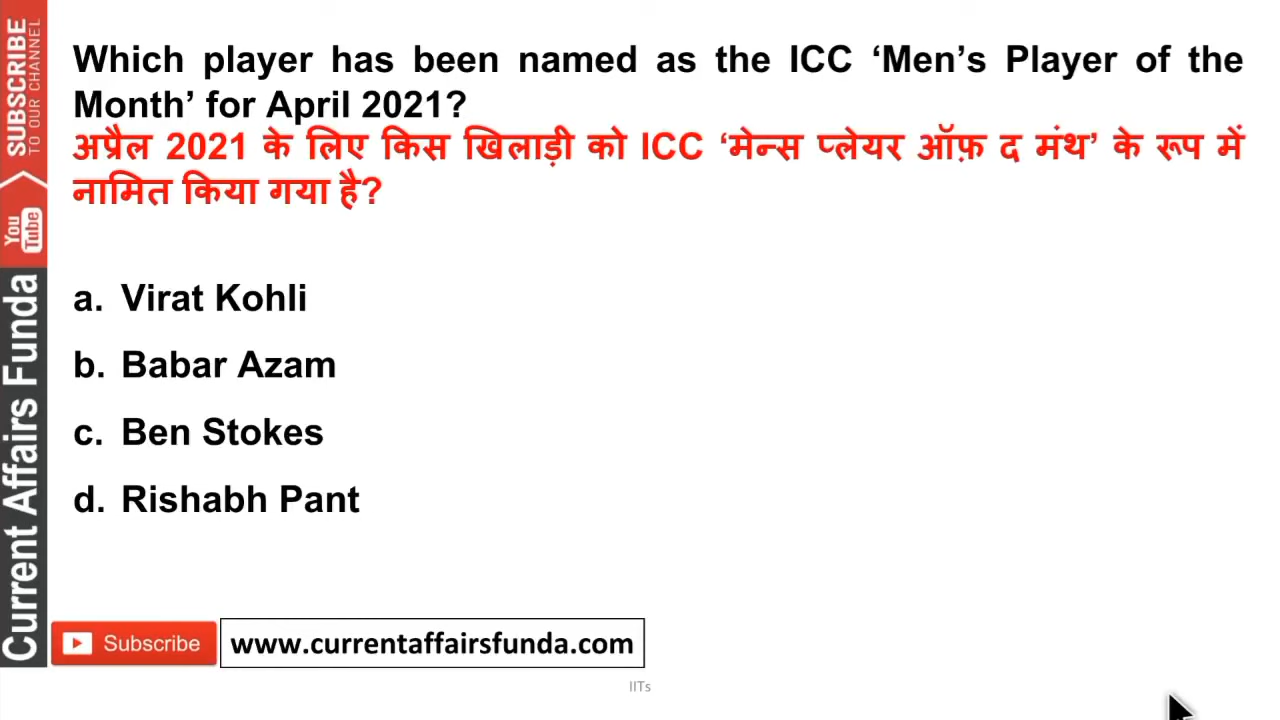 SUBSCRIBE
TO OUR CHANNEL
You
Tube
Current Affairs Funda
Which player has been named as the ICC ‘Men’s Player of the
Month’ for April 2021?
अप्रैल 2021 के लिए किस खिलाड़ी को ICC ‘मेन्स प्लेयर ऑफ़ द मंथ’ के रूप में
नामित किया गया है?
a. Virat Kohli
b. Babar Azam
c. Ben Stokes
d. Rishabh Pant
Subscribe
www.currentaffairsfunda.com
IITs